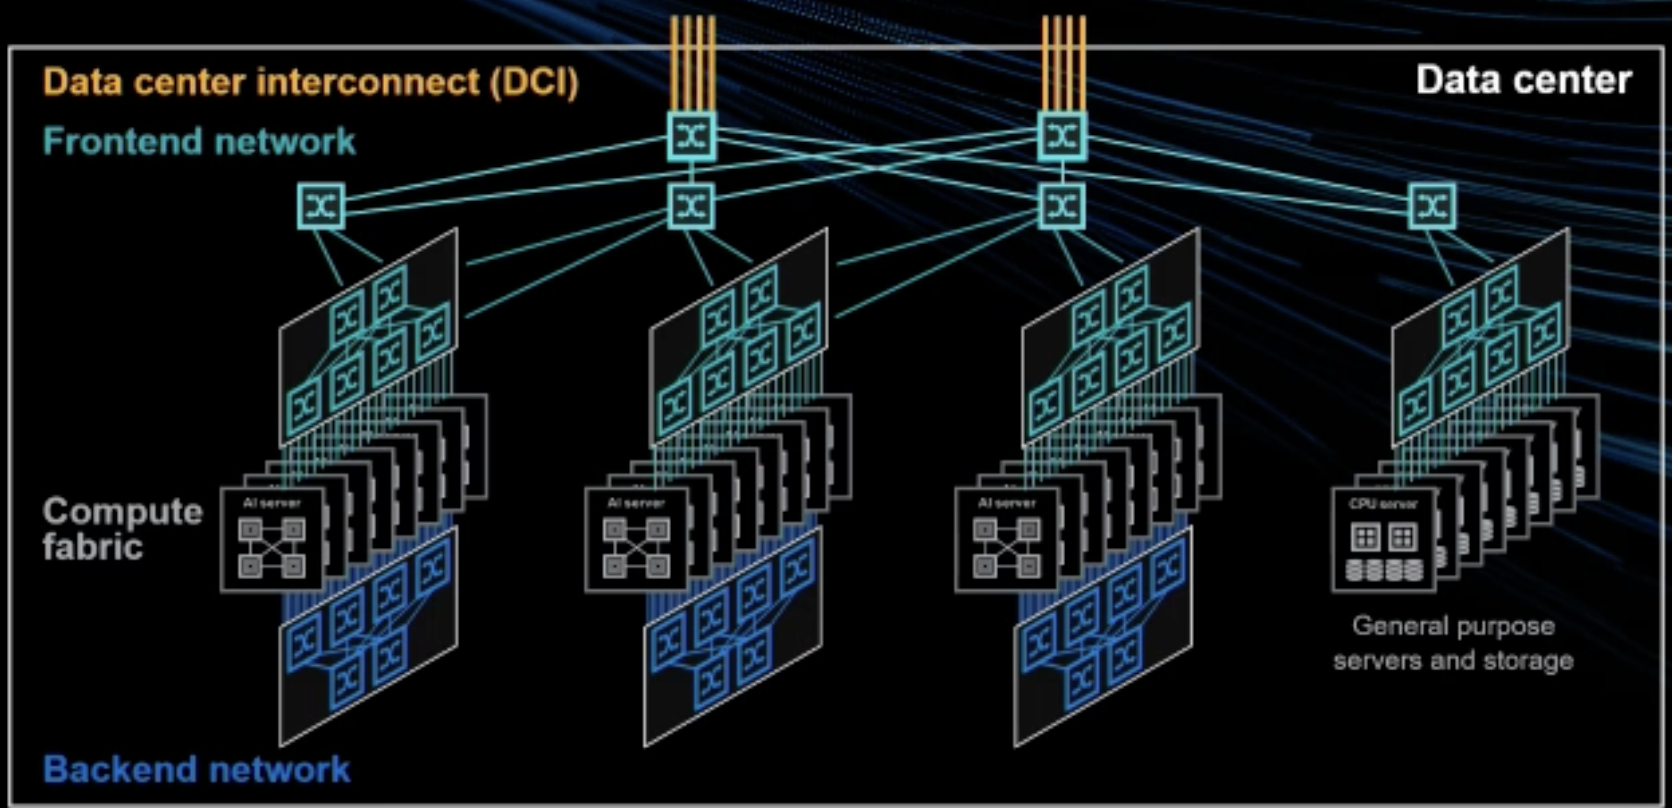 Data center interconnect (DCI)
Data center
Frontend network
Compute
fabric
AI server
AI server
AI server
CPU server
General purpose
servers and storage
Backend network